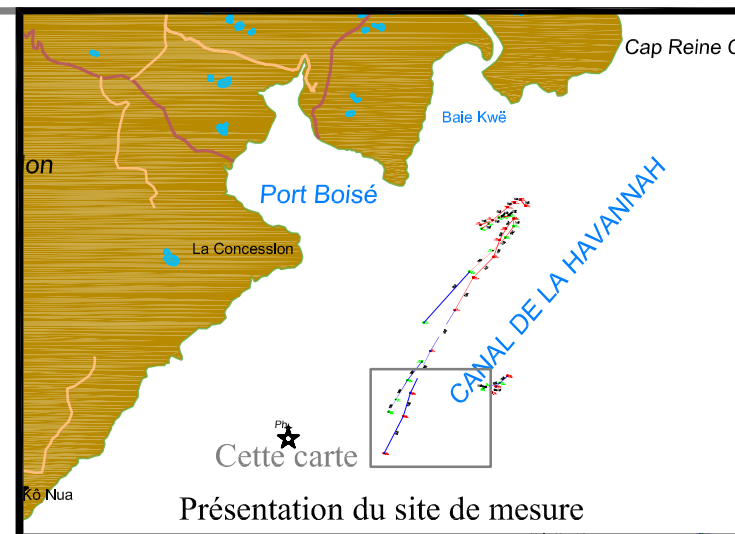 Cap Reine C
Baie Kwë
lon
Port Boisé
La Concession
CANAL DE LA HAVANNAH
Cette carte
Kô Nua
Présentation du site de mesure